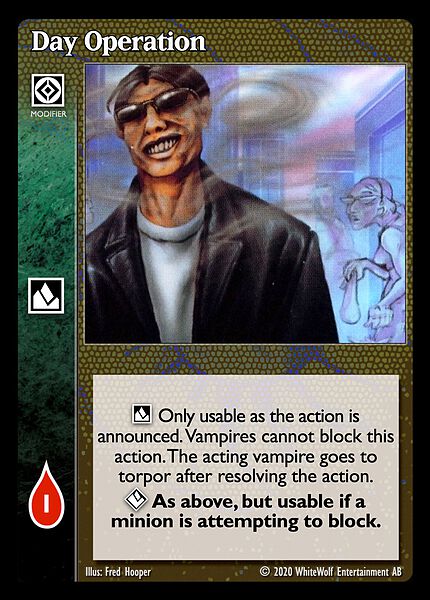 Day Operation
MODIFIER
Only usable as the action is
announced. Vampires cannot block this
action. The acting vampire goes to
torpor after resolving the action.
As above, but usable if a
minion is attempting to block.
1
Illus: Fred Hooper
© 2020 WhiteWolf Entertainment AB